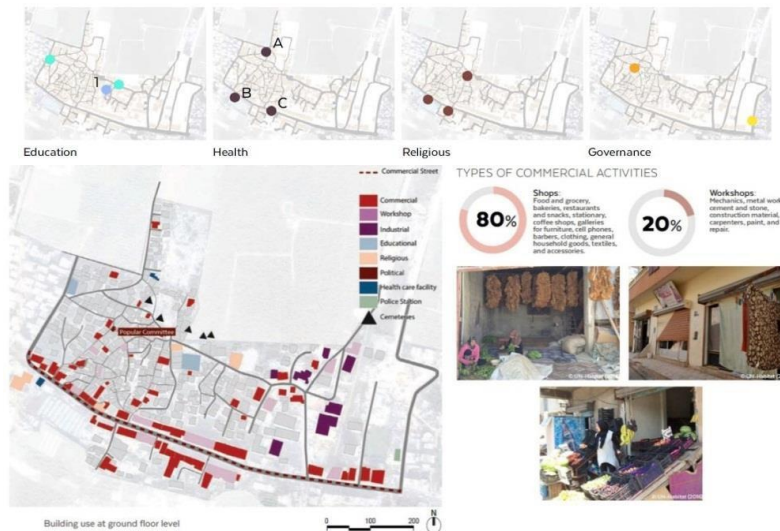 1
A
B
C
Education
Health
Religious
Governance
Commercial Street
Commercial
Workshop
Industrial
Educational
Religious
Political
Health care facility
Police Station
Cemeteries
Popular Committee
Building use at ground floor level
0
100
200
N
TYPES OF COMMERCIAL ACTIVITIES
80%
Shops:
Food and grocery,
bakeries, restaurants
and snacks, stationary,
coffee shops, galleries
for furniture, cell phones,
barbers, clothing, general
household goods, textiles,
and accessories.
20%
Workshops:
Mechanics, metal work
cement and stone,
construction material,
carpenters, paint, and
repair.